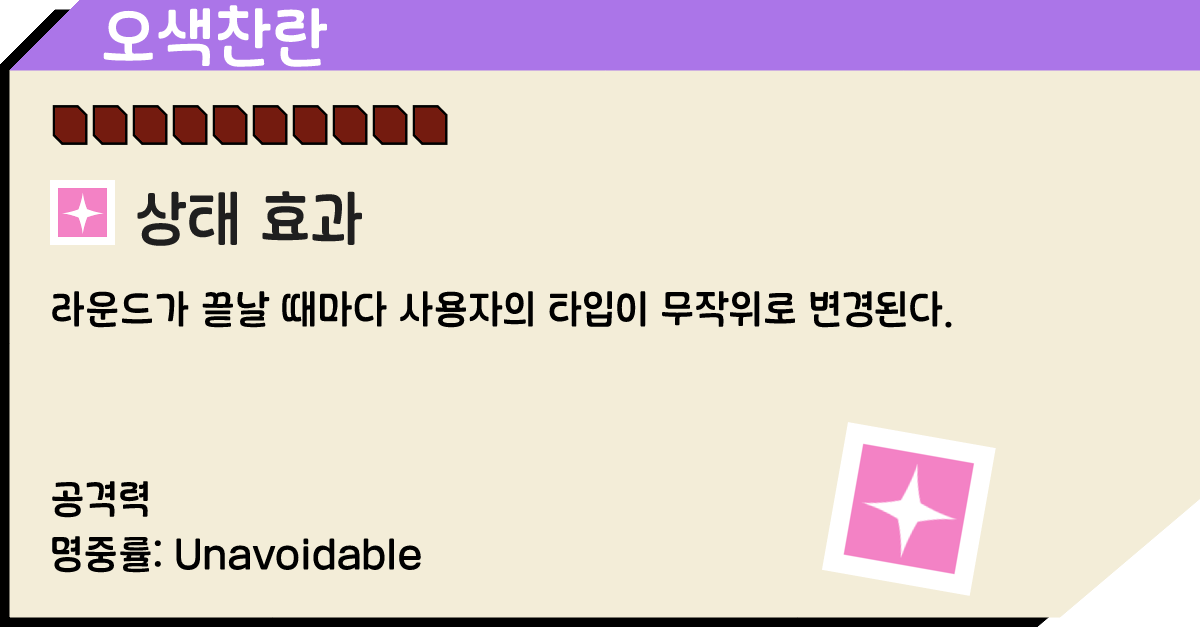 오색찬란
상태 효과
라운드가 끝날 때마다 사용자의 타입이 무작위로 변경된다.
공격력
명중률: Unavoidable